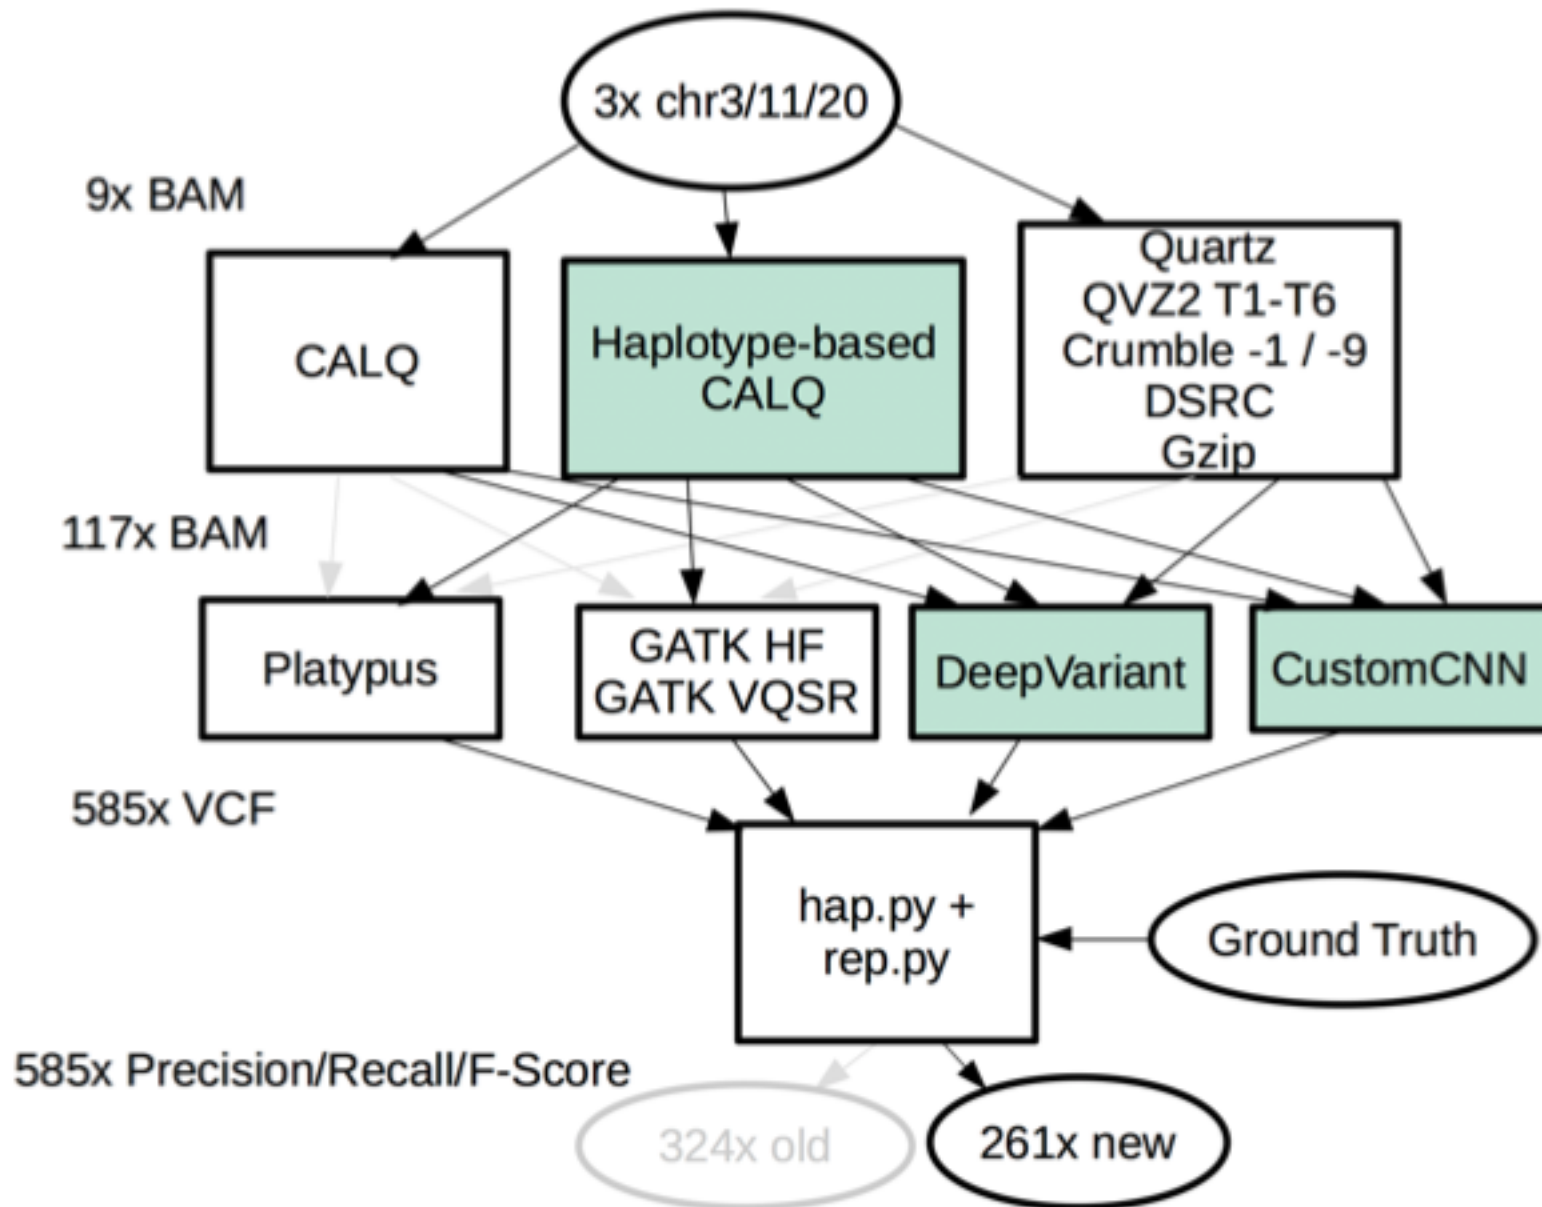 3x chr3/11/20
9x BAM
CALQ
Haplotype-based
CALQ
Quartz
QVZ2 T1-T6
Crumble -1 / -9
DSRC
Gzip
117x BAM
Platypus
GATK HF
GATK VQSR
DeepVariant
CustomCNN
585x VCF
hap.py +
rep.py
Ground Truth
585x Precision/Recall/F-Score
324x old
261x new